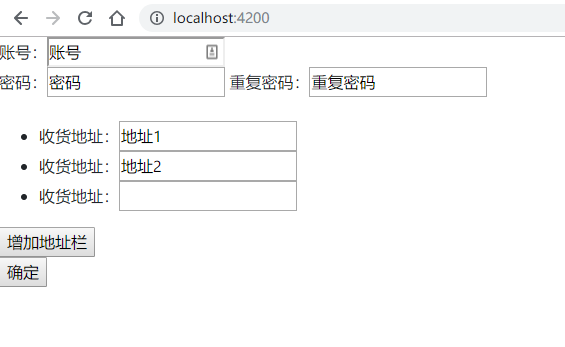 localhost:4200
账号：账号
密码：密码 重复密码：重复密码
收货地址：地址1
收货地址：地址2
收货地址：
增加地址栏
确定